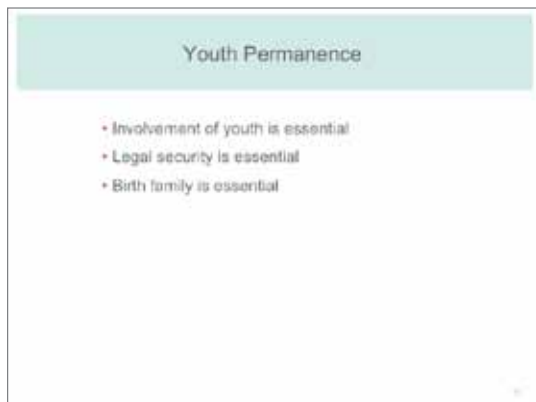 Youth Permanence
• Involvement of youth is essential
• Legal security is essential
• Birth family is essential